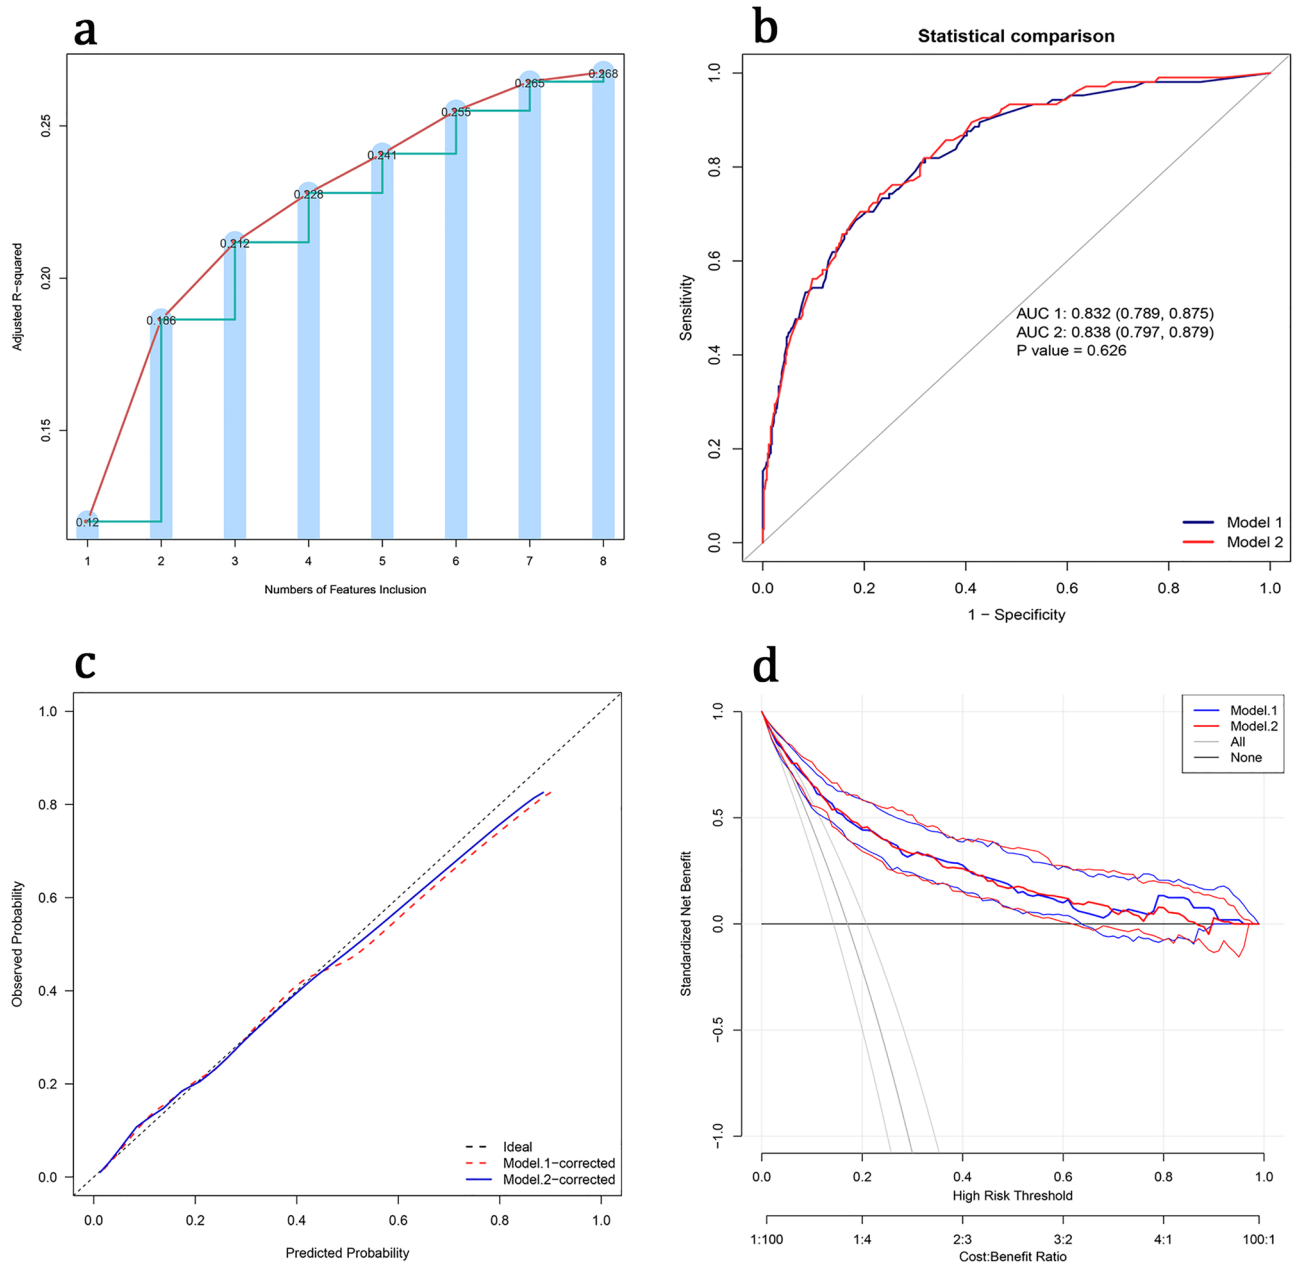 a
0.12
0.186
0.212
0.228
0.241
0.255
0.265
0.268
0.15
0.20
0.25
Adjusted R-squared
1 2 3 4 5 6 7 8
Numbers of Features Inclusion
b
Statistical comparison
1.0
0.8
0.6
0.4
0.2
0.0
Sensitivity
AUC 1: 0.832 (0.789, 0.875)
AUC 2: 0.838 (0.797, 0.879)
P value = 0.626
Model 1
Model 2
0.0 0.2 0.4 0.6 0.8 1.0
1 − Specificity
c
1.0
0.8
0.6
0.4
0.2
0.0
Observed Probability
Ideal
Model.1−corrected
Model.2−corrected
0.0 0.2 0.4 0.6 0.8 1.0
Predicted Probability
d
Model.1
Model.2
All
None
1.0
0.5
0.0
−0.5
−1.0
Standardized Net Benefit
0.0 0.2 0.4 0.6 0.8 1.0
High Risk Threshold
1:100 1:4 2:3 3:2 4:1 100:1
Cost:Benefit Ratio